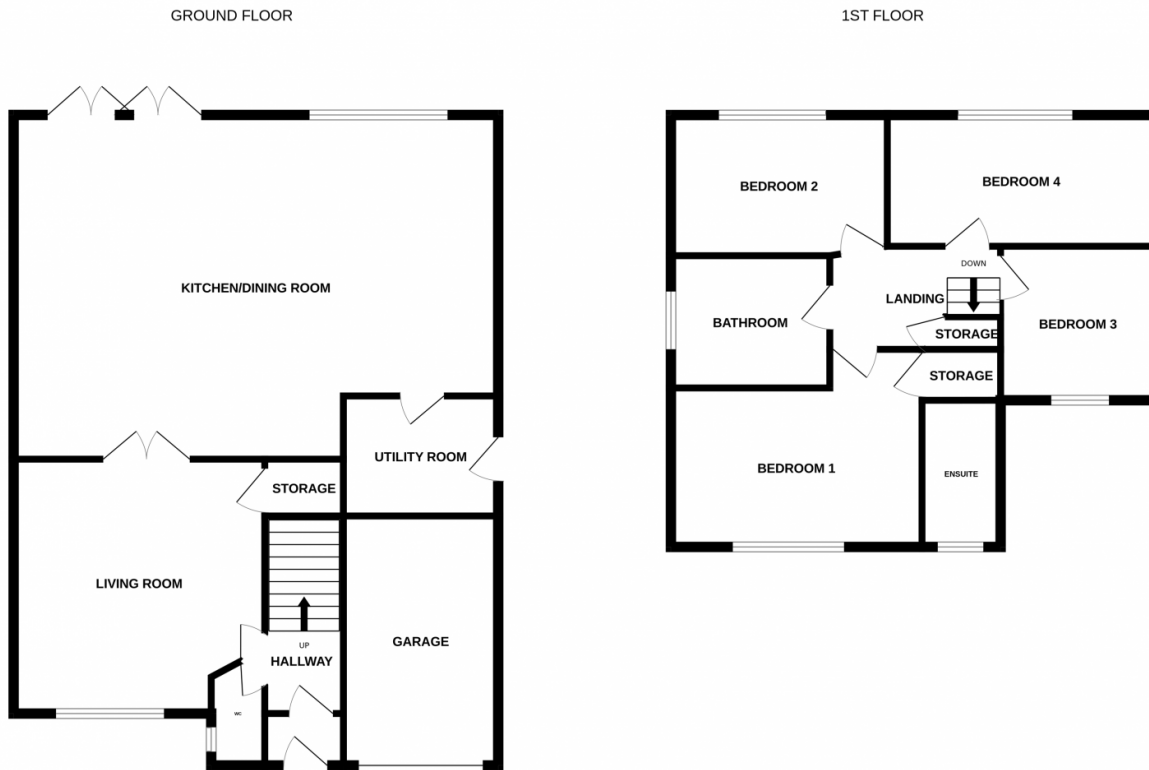 GROUND FLOOR
KITCHEN/DINING ROOM
UTILITY ROOM
STORAGE
LIVING ROOM
GARAGE
UP
HALLWAY
WC
1ST FLOOR
BEDROOM 4
BEDROOM 2
DOWN
LANDING
BATHROOM
BEDROOM 3
STORAGE
STORAGE
BEDROOM 1
ENSUITE